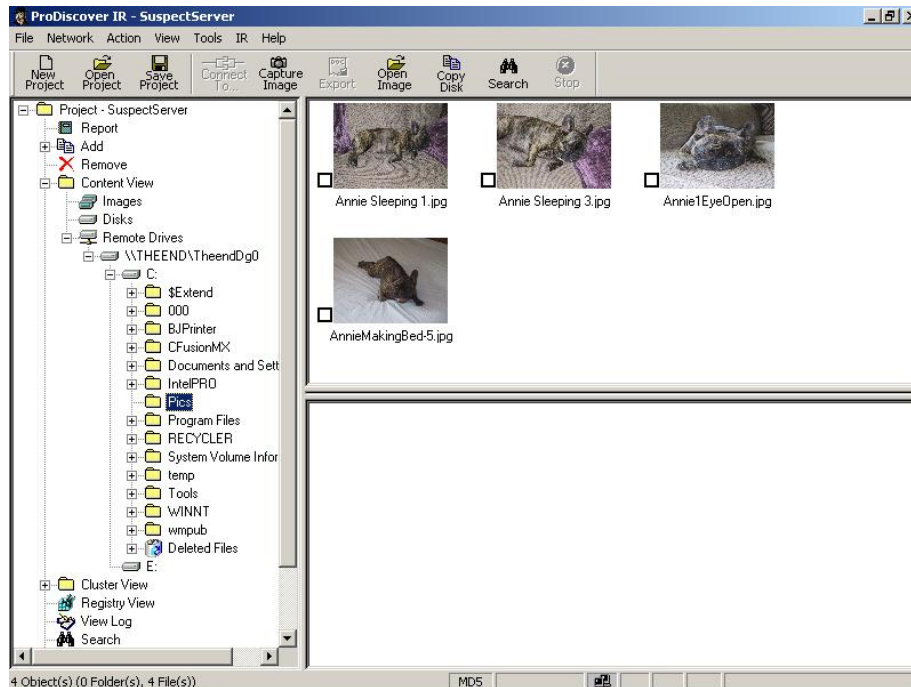 ProDiscover IR - SuspectServer
File Network Action View Tools IR Help
New Project
Open Project
Save Project
Connect To...
Capture Image
Export
Open Image
Copy Disk
Search
Stop
Project - SuspectServer
Report
Add
Remove
Content View
Images
Disks
Remote Drives
\\THEEND\TheendDg0
C:
$Extend
000
BJPrinter
CFusionMX
Documents and Sett
IntelPRO
Pics
Program Files
RECYCLER
System Volume Infor
temp
Tools
WINNT
wmpub
Deleted Files
E:
Cluster View
Registry View
View Log
Search
Annie Sleeping 1.jpg
Annie Sleeping 3.jpg
Annie1EyeOpen.jpg
AnnieMakingBed-5.jpg
4 Object(s) (0 Folder(s), 4 File(s))
MD5